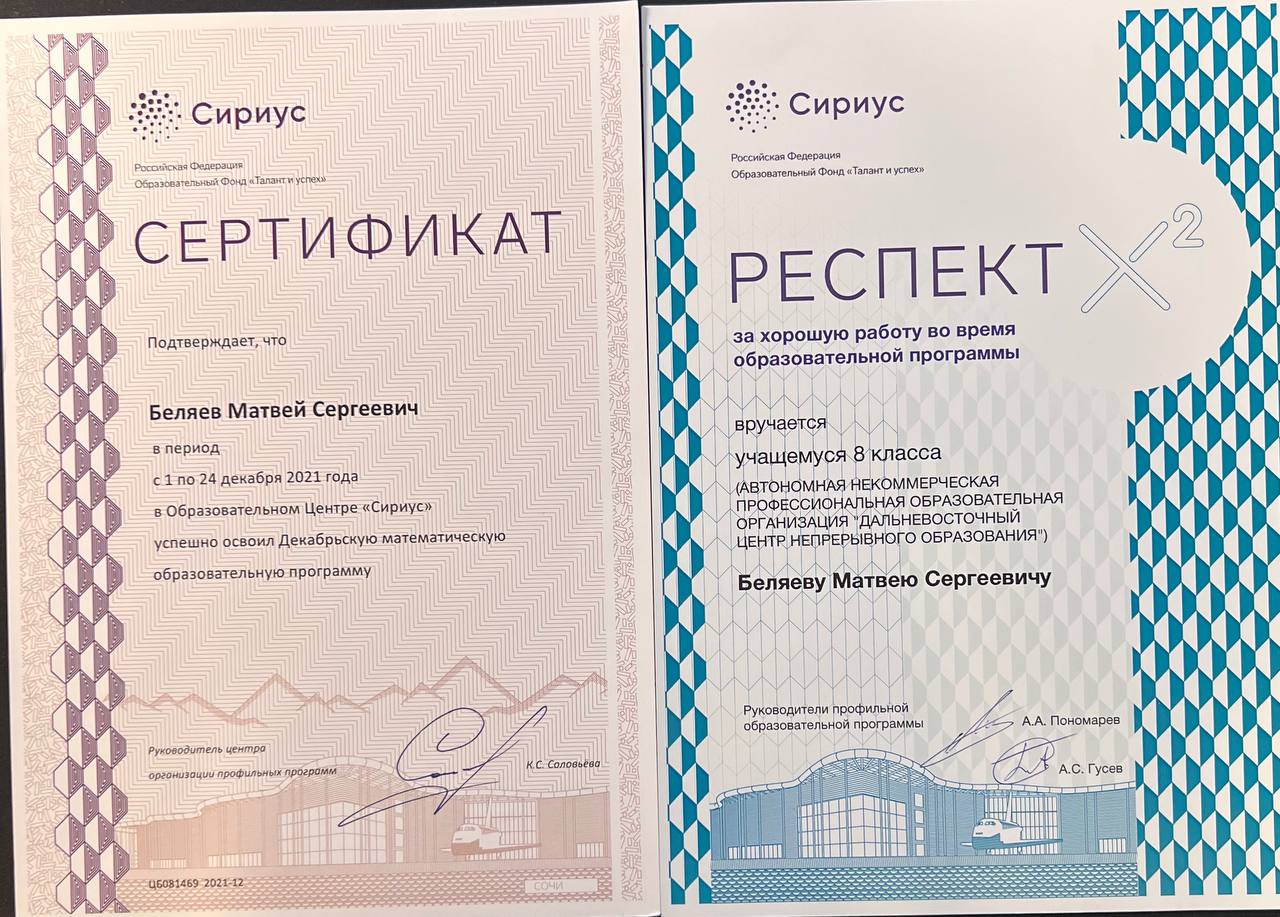 Сириус
Российская Федерация
Образовательный Фонд «Талант и успех»
СЕРТИФИКАТ
Подтверждает, что
Беляев Матвей Сергеевич
в период
с 1 по 24 декабря 2021 года
в Образовательном Центре «Сириус»
успешно освоил Декабрьскую математическую
образовательную программу
Руководитель центра
организации профильных программ
К.С. Соловьёва
ЦБ081469 2021-12
СОЧИ
Сириус
Российская Федерация
Образовательный Фонд «Талант и успех»
РЕСПЕКТ X²
за хорошую работу во время
образовательной программы
вручается
учащемуся 8 класса
(АВТОНОМНАЯ НЕКОММЕРЧЕСКАЯ
ПРОФЕССИОНАЛЬНАЯ ОБРАЗОВАТЕЛЬНАЯ
ОРГАНИЗАЦИЯ "ДАЛЬНЕВОСТОЧНЫЙ
ЦЕНТР НЕПРЕРЫВНОГО ОБРАЗОВАНИЯ")
Беляеву Матвею Сергеевичу
Руководители профильной
образовательной программы
А.А. Пономарев
А.С. Гусев